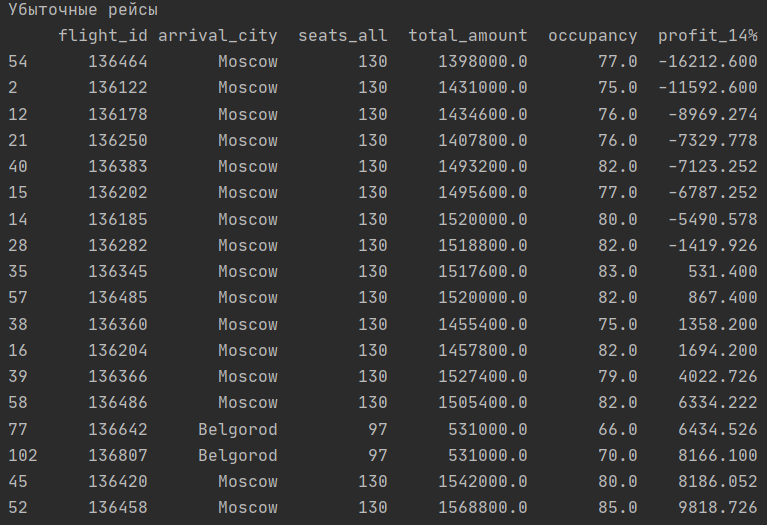 Убыточные рейсы
flight_id arrival_city seats_all total_amount occupancy profit_14%
54 136464 Moscow 130 1398000.0 77.0 -16212.600
2 136122 Moscow 130 1431000.0 75.0 -11592.600
12 136178 Moscow 130 1434600.0 76.0 -8969.274
21 136250 Moscow 130 1407800.0 76.0 -7329.778
40 136383 Moscow 130 1493200.0 82.0 -7123.252
15 136202 Moscow 130 1495600.0 77.0 -6787.252
14 136185 Moscow 130 1520000.0 80.0 -5490.578
28 136282 Moscow 130 1518800.0 82.0 -1419.926
35 136345 Moscow 130 1517600.0 83.0 531.400
57 136485 Moscow 130 1520000.0 82.0 867.400
38 136360 Moscow 130 1455400.0 75.0 1358.200
16 136204 Moscow 130 1457800.0 82.0 1694.200
39 136366 Moscow 130 1527400.0 79.0 4022.726
58 136486 Moscow 130 1505400.0 82.0 6334.222
77 136642 Belgorod 97 531000.0 66.0 6434.526
102 136807 Belgorod 97 531000.0 70.0 8166.100
45 136420 Moscow 130 1542000.0 80.0 8186.052
52 136458 Moscow 130 1568800.0 85.0 9818.726